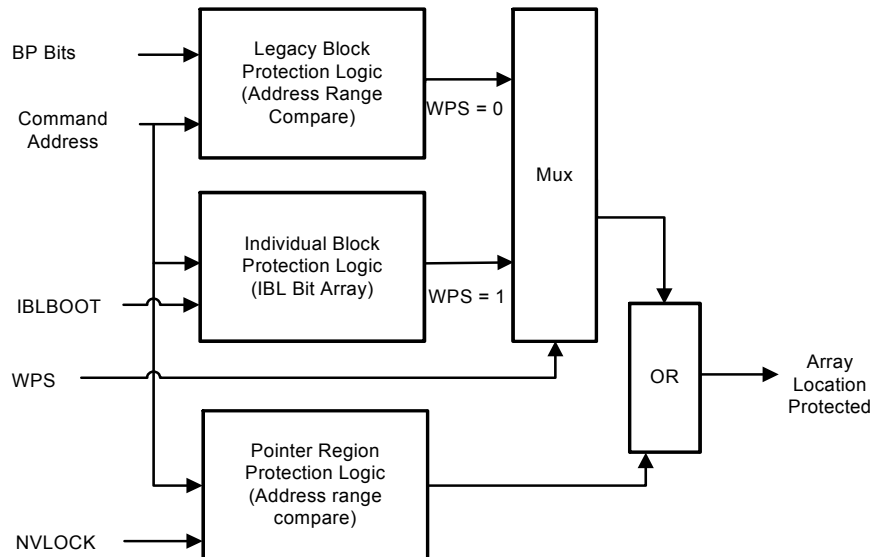 BP Bits
Command
Address
Legacy Block
Protection Logic
(Address Range
Compare)
WPS = 0
Mux
Individual Block
Protection Logic
(IBL Bit Array)
WPS = 1
IBLBOOT
WPS
OR
Array
Location
Protected
Pointer Region
Protection Logic
(Address range
compare)
NVLOCK